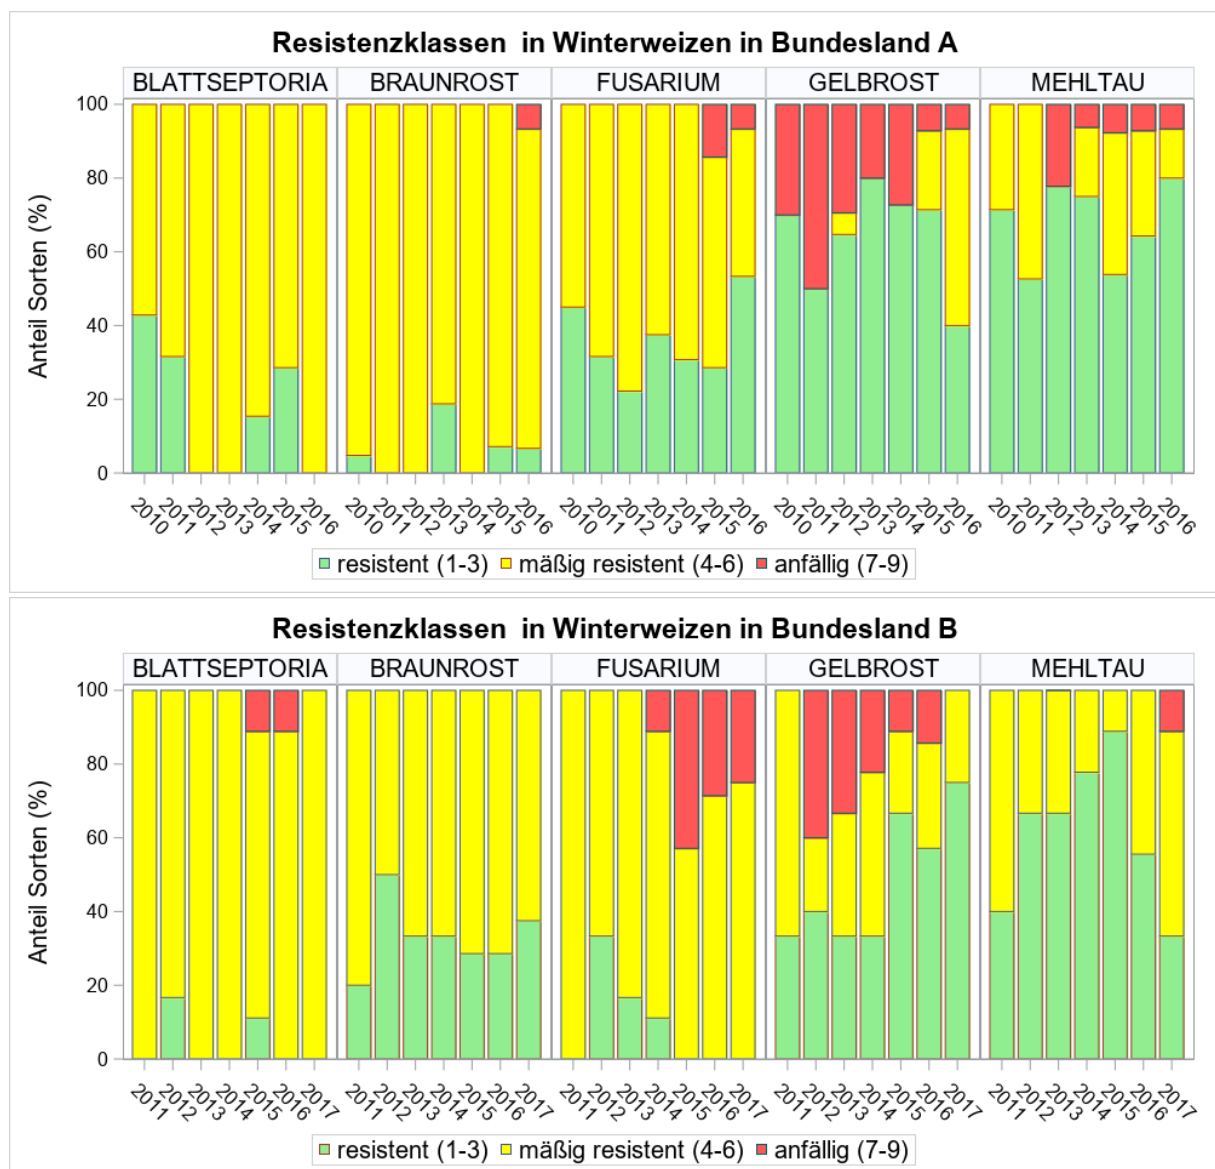 Resistenzklassen in Winterweizen in Bundesland A
BLATTSEPTORIA BRAUNROST FUSARIUM GELBROST MEHLTAU
Anteil Sorten (%)
100
80
60
40
20
0
2010 2011 2012 2013 2014 2015 2016 2010 2011 2012 2013 2014 2015 2016 2010 2011 2012 2013 2014 2015 2016 2010 2011 2012 2013 2014 2015 2016 2010 2011 2012 2013 2014 2015 2016
resistent (1-3) mäßig resistent (4-6) anfällig (7-9)
Resistenzklassen in Winterweizen in Bundesland B
BLATTSEPTORIA BRAUNROST FUSARIUM GELBROST MEHLTAU
Anteil Sorten (%)
100
80
60
40
20
0
2011 2012 2013 2014 2015 2016 2017 2011 2012 2013 2014 2015 2016 2017 2011 2012 2013 2014 2015 2016 2017 2011 2012 2013 2014 2015 2016 2017 2011 2012 2013 2014 2015 2016 2017
resistent (1-3) mäßig resistent (4-6) anfällig (7-9)